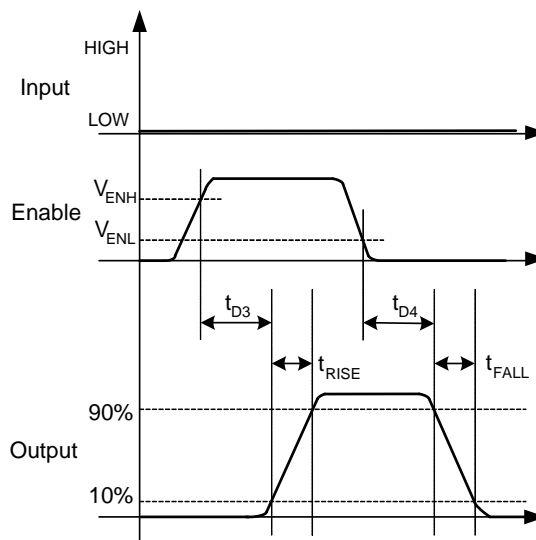 HIGH
Input
LOW
VENH
Enable
VENL
tD3
tD4
tRISE
tFALL
90%
Output
10%